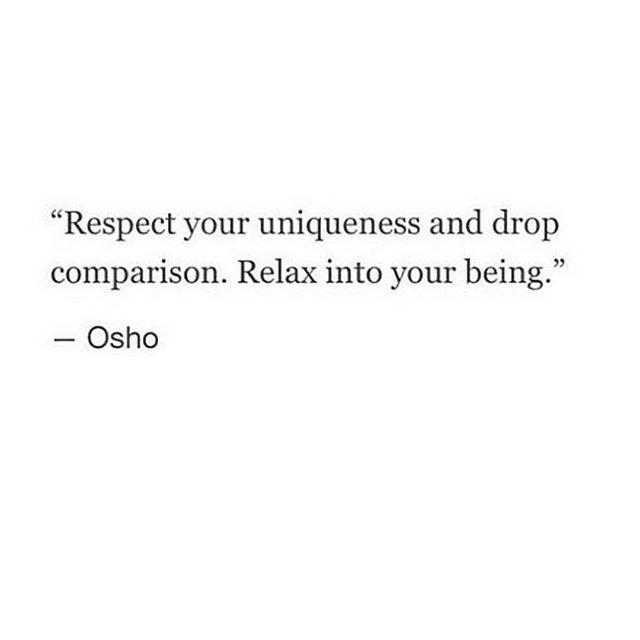 “Respect your uniqueness and drop
comparison. Relax into your being.”
— Osho